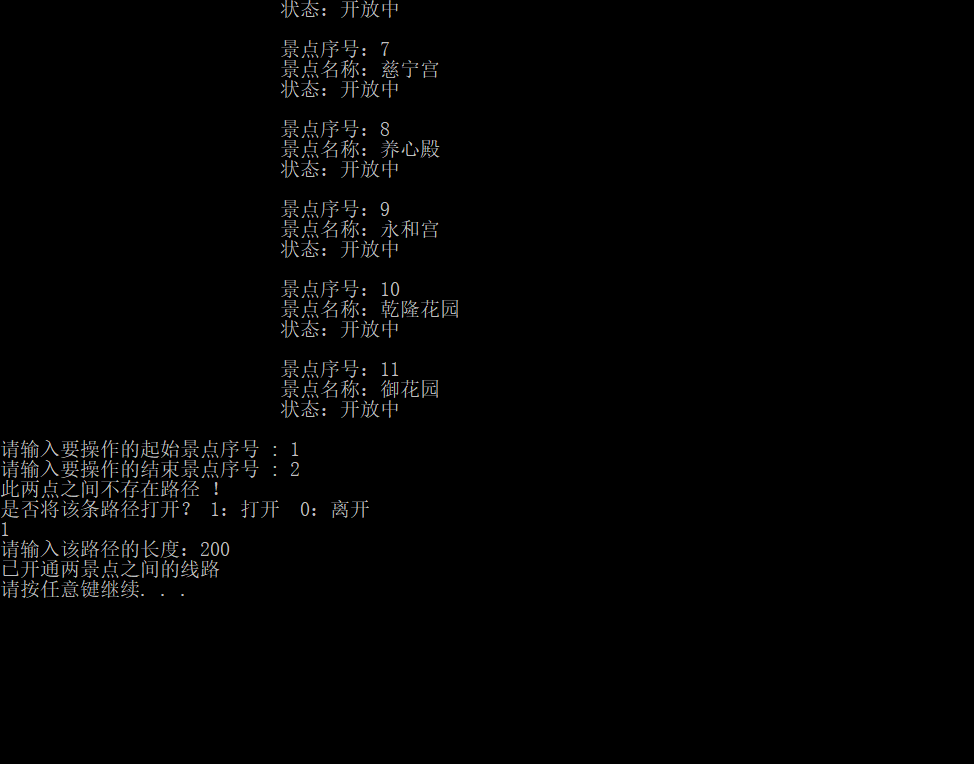 状态：开放中
景点序号：7
景点名称：慈宁宫
状态：开放中
景点序号：8
景点名称：养心殿
状态：开放中
景点序号：9
景点名称：永和宫
状态：开放中
景点序号：10
景点名称：乾隆花园
状态：开放中
景点序号：11
景点名称：御花园
状态：开放中
请输入要操作的起始景点序号 : 1
请输入要操作的结束景点序号 : 2
此两点之间不存在路径 ！
是否将该条路径打开？ 1：打开  0：离开
1
请输入该路径的长度：200
已开通两景点之间的线路
请按任意键继续. . .